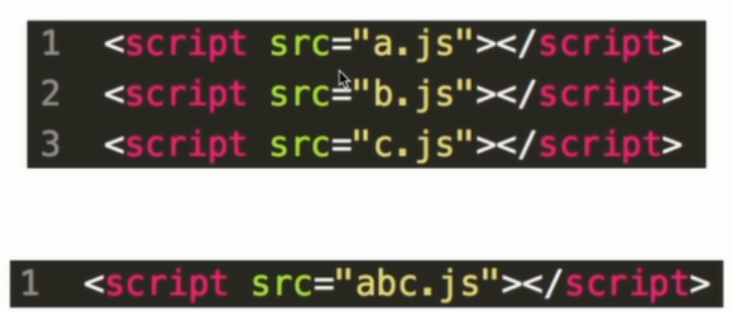 1 <script src="a.js"></script>
2 <script src="b.js"></script>
3 <script src="c.js"></script>
1 <script src="abc.js"></script>